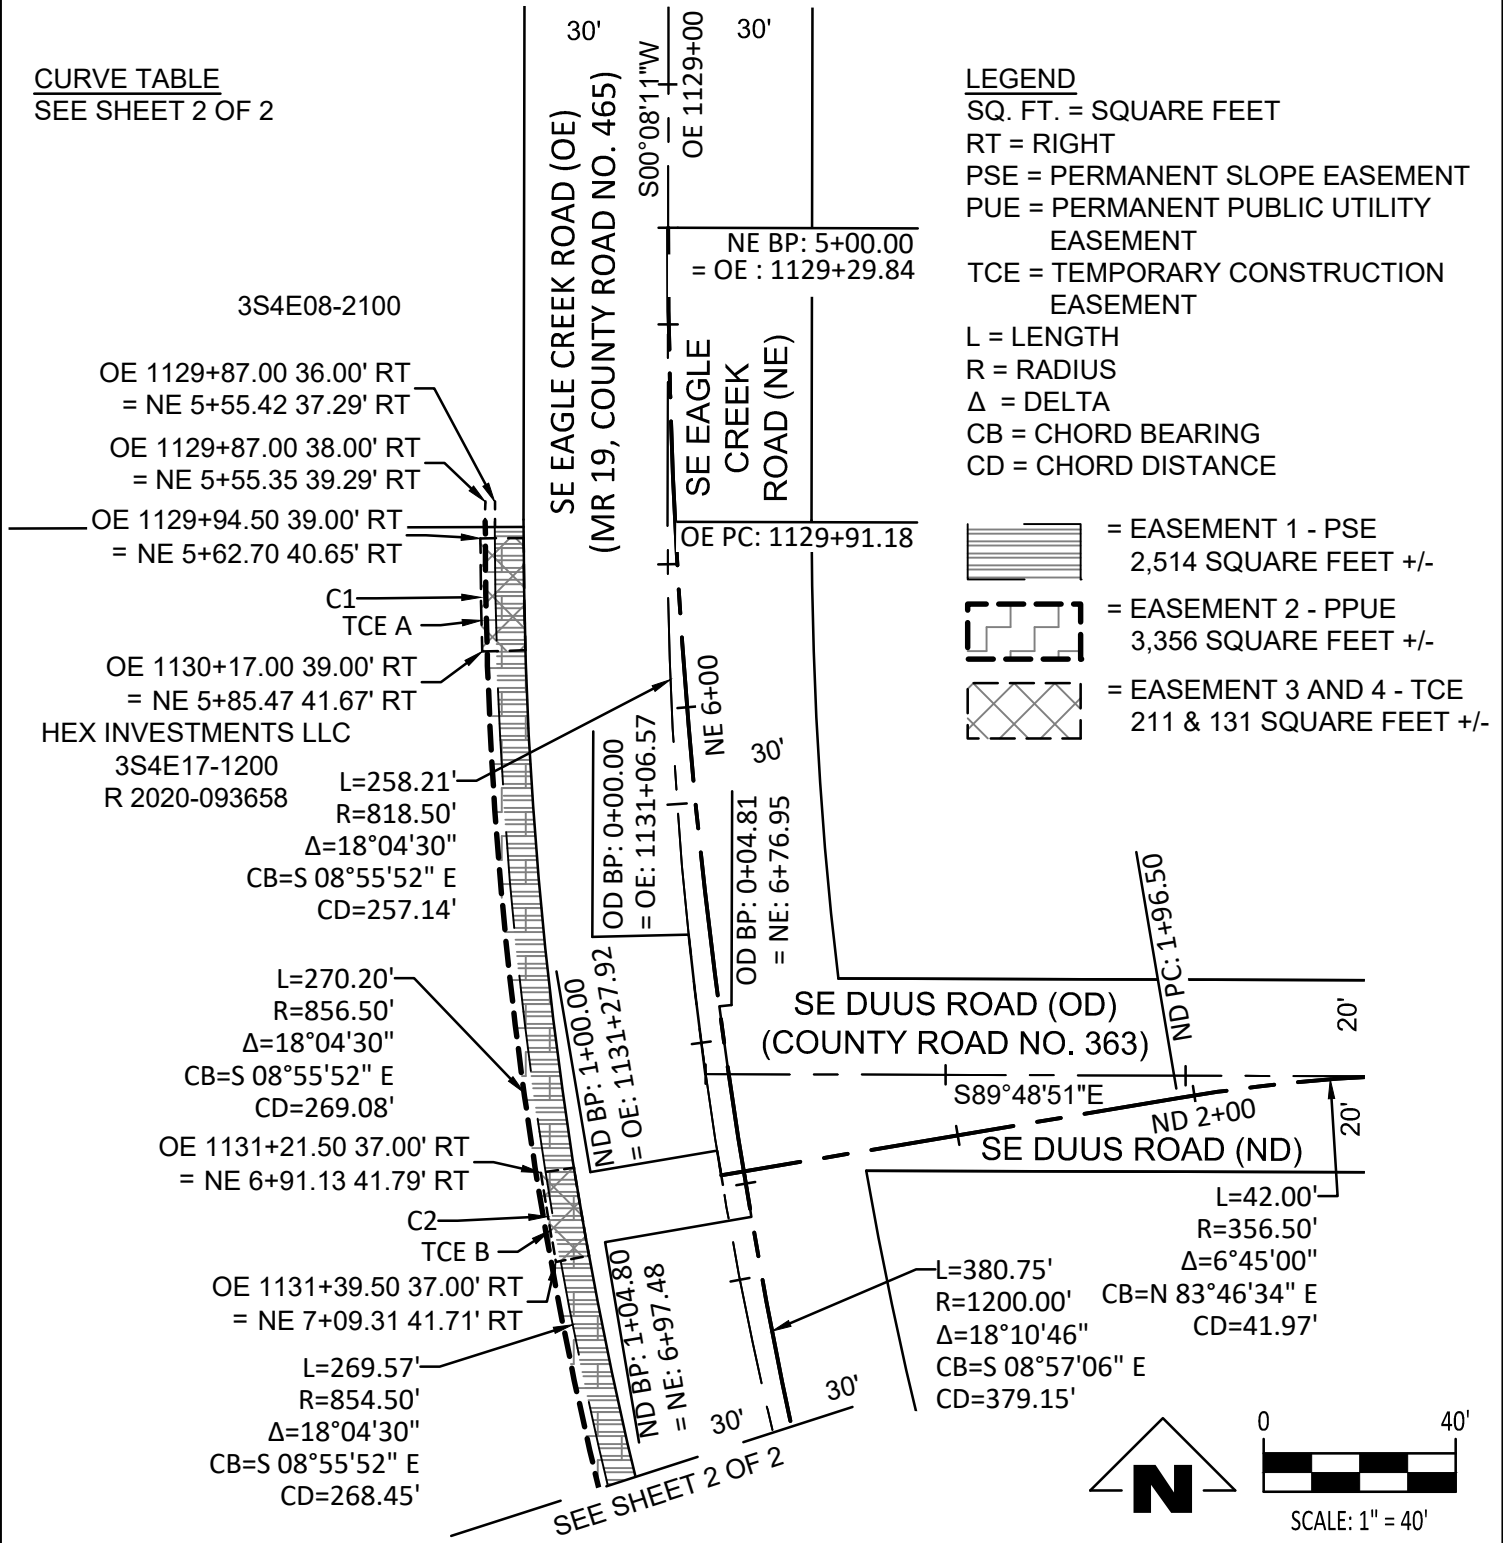 CURVE TABLE
SEE SHEET 2 OF 2
30'
30'
S00°08'11"W
OE 1129+00
SE EAGLE CREEK ROAD (OE)
(MR 19, COUNTY ROAD NO. 465)
NE BP: 5+00.00
= OE : 1129+29.84
SE EAGLE
CREEK
ROAD (NE)
OE PC: 1129+91.18
LEGEND
SQ. FT. = SQUARE FEET
RT = RIGHT
PSE = PERMANENT SLOPE EASEMENT
PUE = PERMANENT PUBLIC UTILITY
EASEMENT
TCE = TEMPORARY CONSTRUCTION
EASEMENT
L = LENGTH
R = RADIUS
Δ = DELTA
CB = CHORD BEARING
CD = CHORD DISTANCE
= EASEMENT 1 - PSE
2,514 SQUARE FEET +/-
= EASEMENT 2 - PPUE
3,356 SQUARE FEET +/-
= EASEMENT 3 AND 4 - TCE
211 & 131 SQUARE FEET +/-
3S4E08-2100
OE 1129+87.00 36.00' RT
= NE 5+55.42 37.29' RT
OE 1129+87.00 38.00' RT
= NE 5+55.35 39.29' RT
OE 1129+94.50 39.00' RT
= NE 5+62.70 40.65' RT
C1
TCE A
OE 1130+17.00 39.00' RT
= NE 5+85.47 41.67' RT
HEX INVESTMENTS LLC
3S4E17-1200
R 2020-093658
L=258.21'
R=818.50'
Δ=18°04'30"
CB=S 08°55'52" E
CD=257.14'
NE 6+00
30'
OD BP: 0+00.00
= OE: 1131+06.57
OD BP: 0+04.81
= NE: 6+76.95
L=270.20'
R=856.50'
Δ=18°04'30"
CB=S 08°55'52" E
CD=269.08'
ND BP: 1+00.00
= OE: 1131+27.92
ND PC: 1+96.50
SE DUUS ROAD (OD)
(COUNTY ROAD NO. 363)
20'
S89°48'51"E
ND 2+00
20'
SE DUUS ROAD (ND)
OE 1131+21.50 37.00' RT
= NE 6+91.13 41.79' RT
C2
TCE B
OE 1131+39.50 37.00' RT
= NE 7+09.31 41.71' RT
ND BP: 1+04.80
= NE: 6+97.48
L=42.00'
R=356.50'
Δ=6°45'00"
CB=N 83°46'34" E
CD=41.97'
L=380.75'
R=1200.00'
Δ=18°10'46"
CB=S 08°57'06" E
CD=379.15'
L=269.57'
R=854.50'
Δ=18°04'30"
CB=S 08°55'52" E
CD=268.45'
30'
30'
SEE SHEET 2 OF 2
N
0 40'
SCALE: 1" = 40'